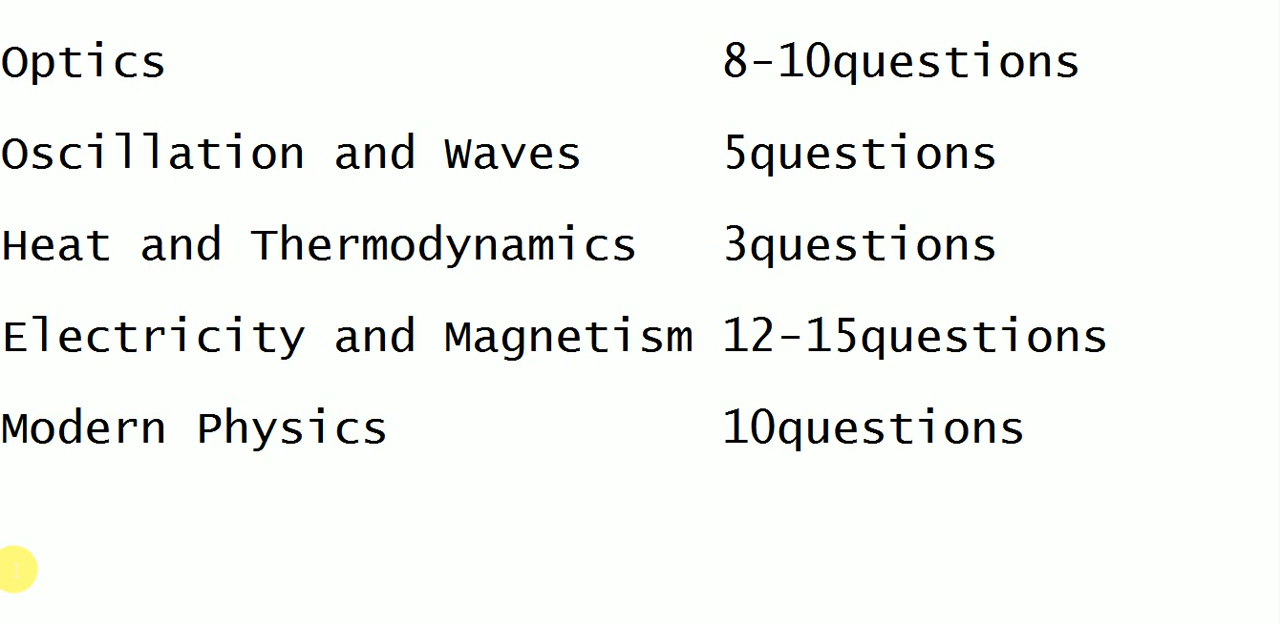 Optics 8-10questions
Oscillation and Waves 5questions
Heat and Thermodynamics 3questions
Electricity and Magnetism 12-15questions
Modern Physics 10questions